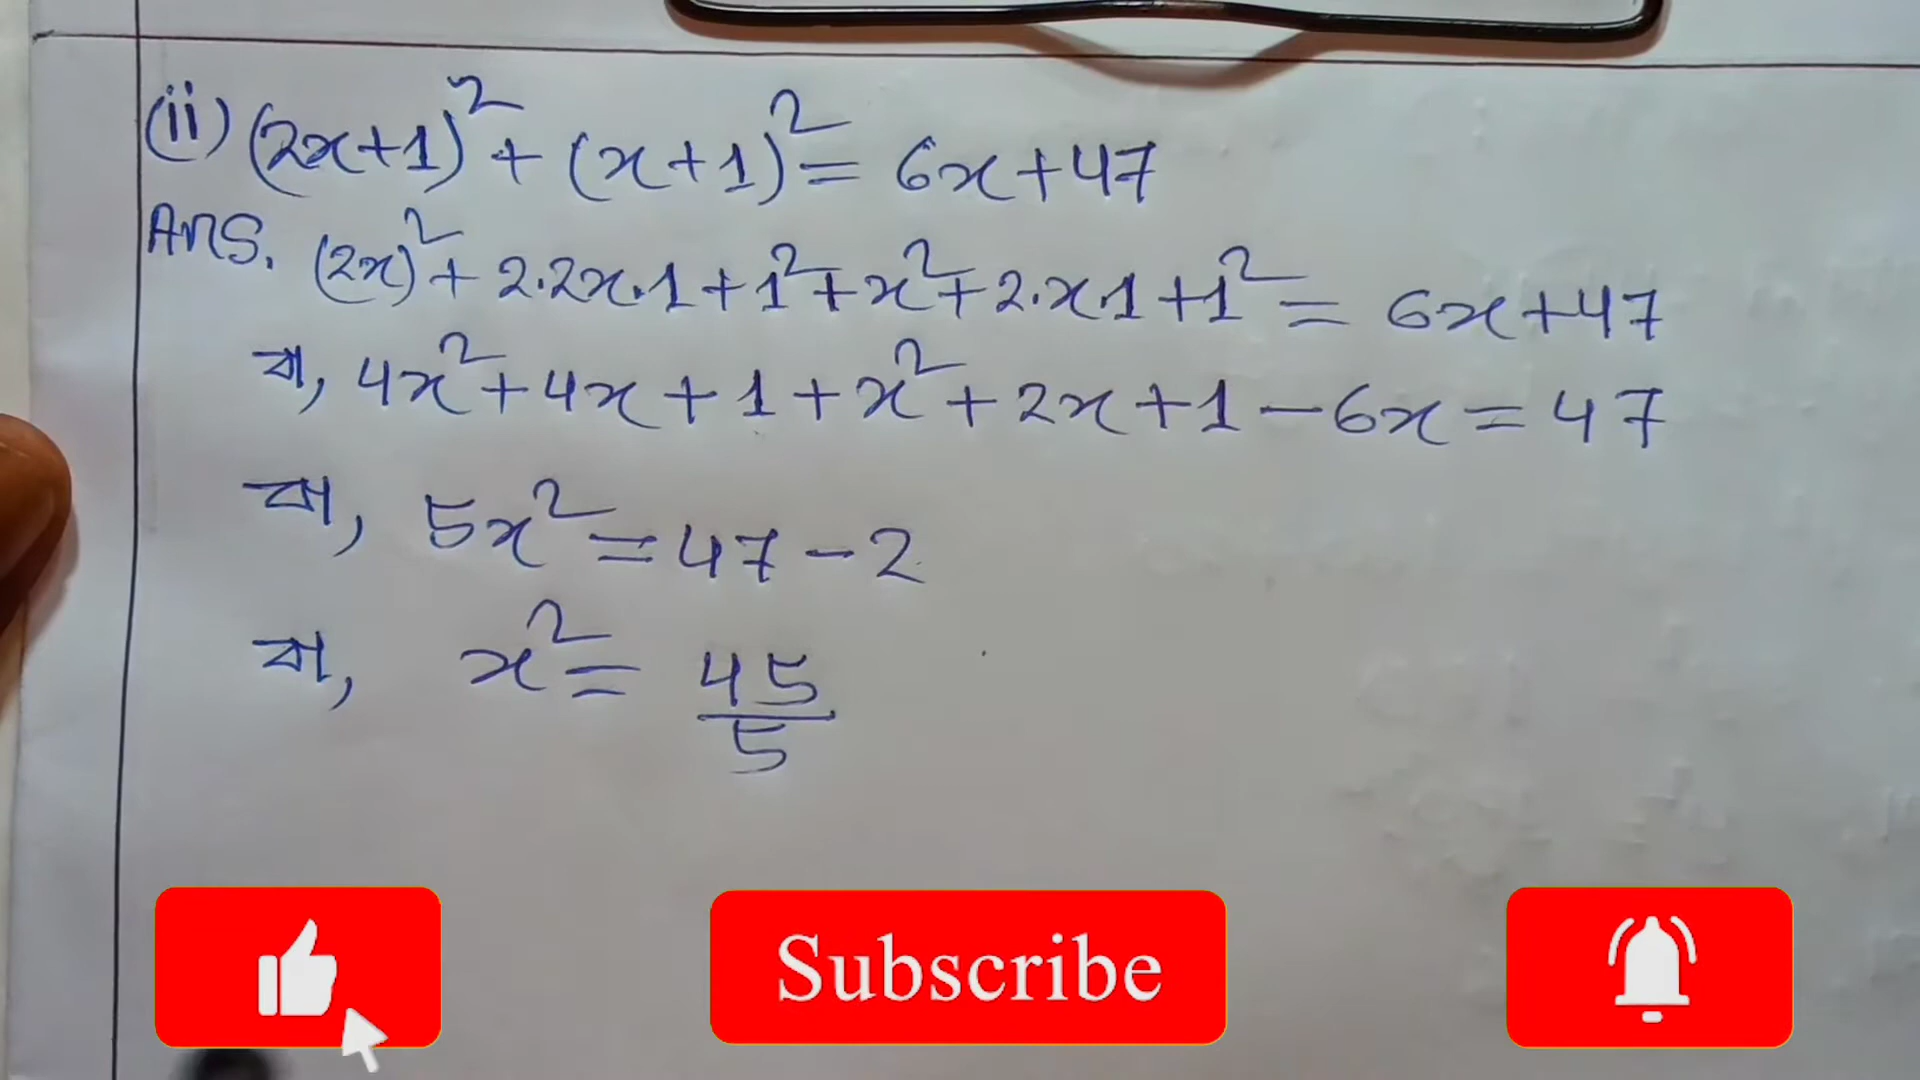 (ii) (2x+1)² + (x+1)² = 6x+47
Ans. (2x)² + 2.2x.1 + 1² + x² + 2.x.1 + 1² = 6x+47
বা, 4x² + 4x + 1 + x² + 2x + 1 - 6x = 47
বা, 5x² = 47 - 2
বা, x² = 45/5
Subscribe